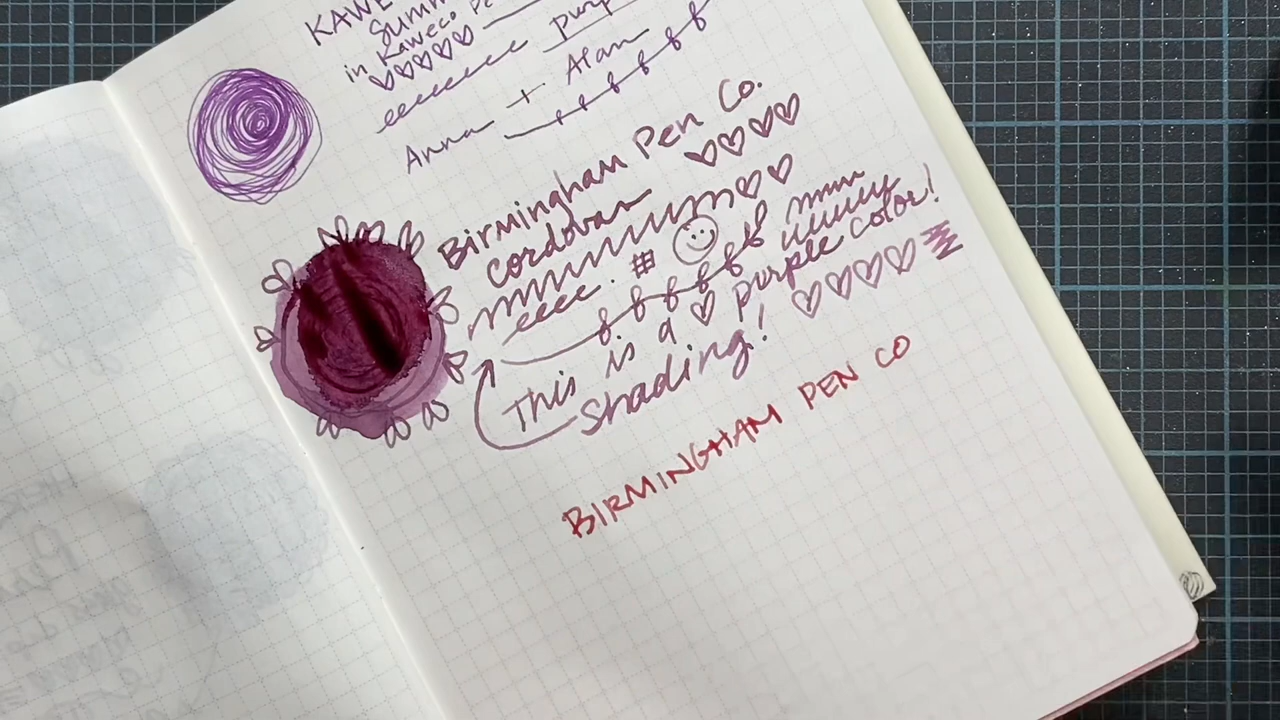 KAWE
Summ
in Kaweco Pe
purp
Anna + Alan
Birmingham Pen Co.
cordovan
#
This is a purple color!
Shading!
BIRMINGHAM PEN CO